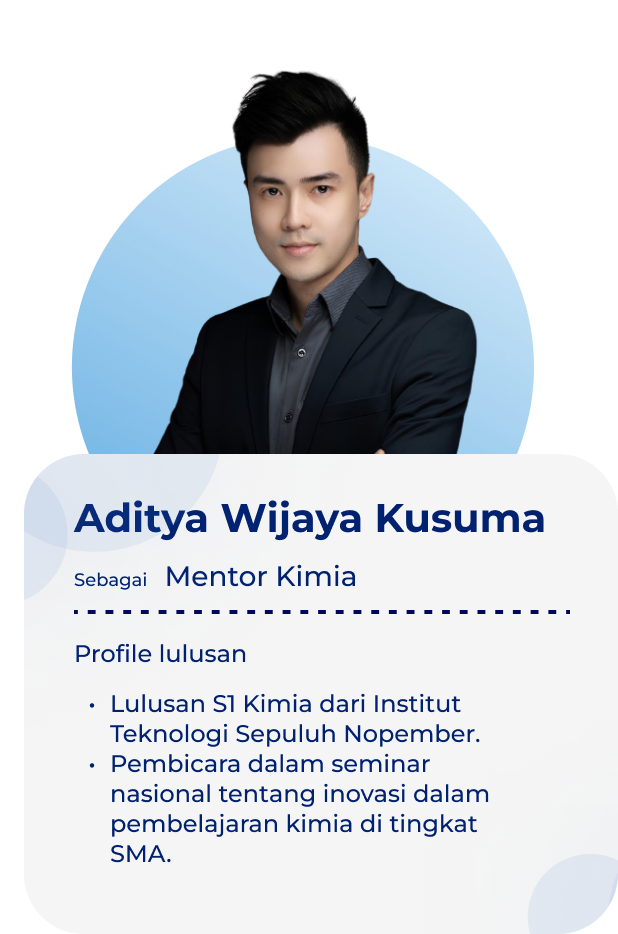 Aditya Wijaya Kusuma
Sebagai Mentor Kimia
Profile lulusan
• Lulusan S1 Kimia dari Institut
Teknologi Sepuluh Nopember.
• Pembicara dalam seminar
nasional tentang inovasi dalam
pembelajaran kimia di tingkat
SMA.